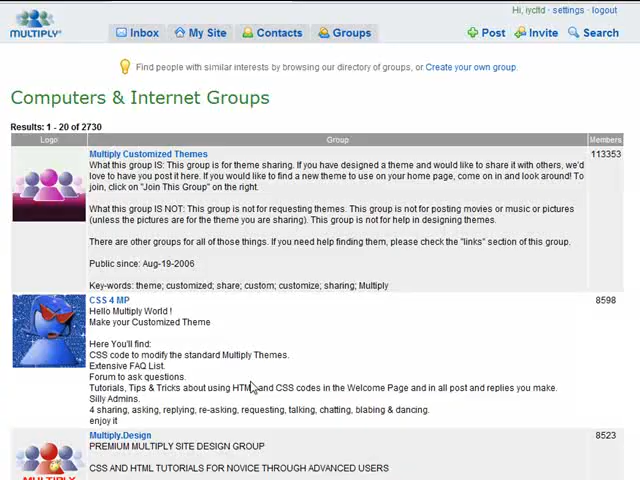 Hi, iycltd · settings · logout
MULTIPLY
Inbox
My Site
Contacts
Groups
Post
Invite
Search
Find people with similar interests by browsing our directory of groups, or Create your own group.
Computers & Internet Groups
Results: 1 - 20 of 2730
Logo Group Members
Multiply Customized Themes 113353
What this group IS: This group is for theme sharing. If you have designed a theme and would like to share it with others, we'd
love to have you post it here. If you would like to find a new theme to use on your home page, come on in and look around! To
join, click on "Join This Group" on the right.
What this group IS NOT: This group is not for requesting themes. This group is not for posting movies or music or pictures
(unless the pictures are for the theme you are sharing). This group is not for help in designing themes.
There are other groups for all of those things. If you need help finding them, please check the "links" section of this group.
Public since: Aug-19-2006
Key-words: theme; customized; share; custom; customize; sharing; Multiply
CSS 4 MP 8598
Hello Multiply World !
Make your Customized Theme
Here You'll find:
CSS code to modify the standard Multiply Themes.
Extensive FAQ List.
Forum to ask questions.
Tutorials, Tips & Tricks about using HTML and CSS codes in the Welcome Page and in all post and replies you make.
Silly Admins.
4 sharing, asking, replying, re-asking, requesting, talking, chatting, blabing & dancing.
enjoy it
Multiply.Design 8523
PREMIUM MULTIPLY SITE DESIGN GROUP
CSS AND HTML TUTORIALS FOR NOVICE THROUGH ADVANCED USERS
MULTIPLY